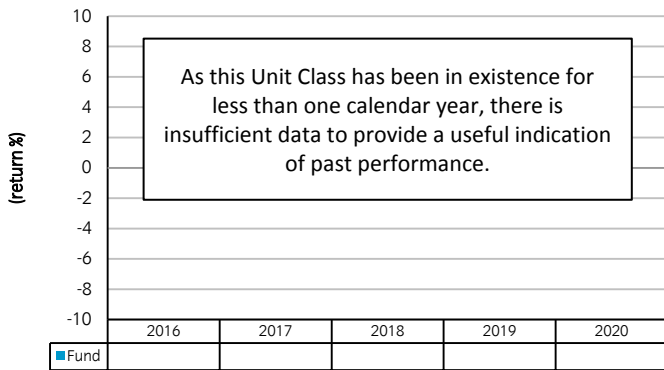 10
8
6
4
2
0
-2
-4
-6
-8
-10
(return %)
As this Unit Class has been in existence for
less than one calendar year, there is
insufficient data to provide a useful indication
of past performance.
2016 2017 2018 2019 2020
Fund